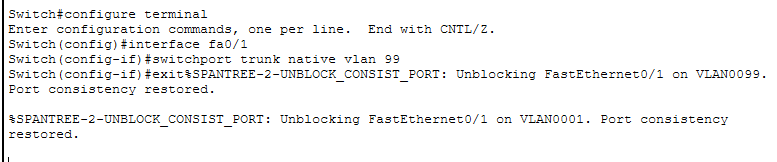 Switch#configure terminal
Enter configuration commands, one per line.  End with CNTL/Z.
Switch(config)#interface fa0/1
Switch(config-if)#switchport trunk native vlan 99
Switch(config-if)#exit%SPANTREE-2-UNBLOCK_CONSIST_PORT: Unblocking FastEthernet0/1 on VLAN0099.
Port consistency restored.
%SPANTREE-2-UNBLOCK_CONSIST_PORT: Unblocking FastEthernet0/1 on VLAN0001. Port consistency
restored.